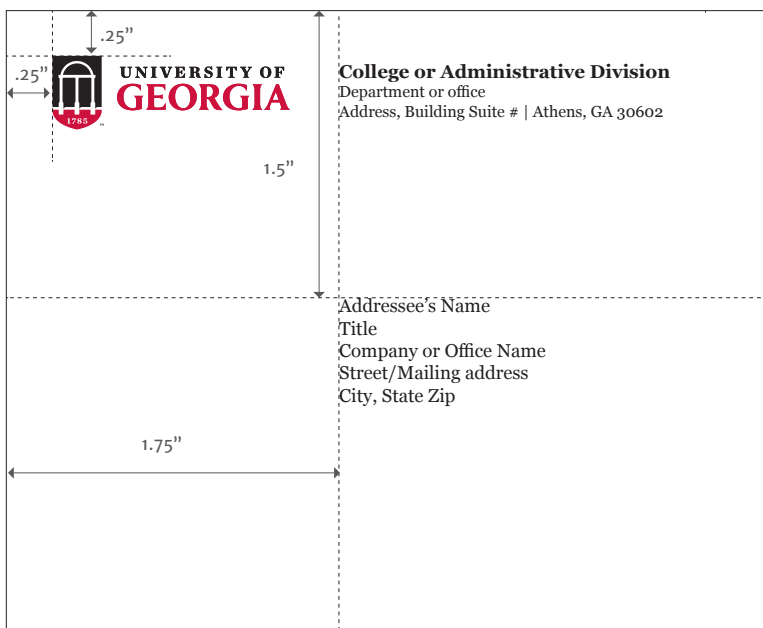 .25”
.25”
UNIVERSITY OF
GEORGIA
1785
™
College or Administrative Division
Department or office
Address, Building Suite # | Athens, GA 30602
1.5”
Addressee’s Name
Title
Company or Office Name
Street/Mailing address
City, State Zip
1.75”